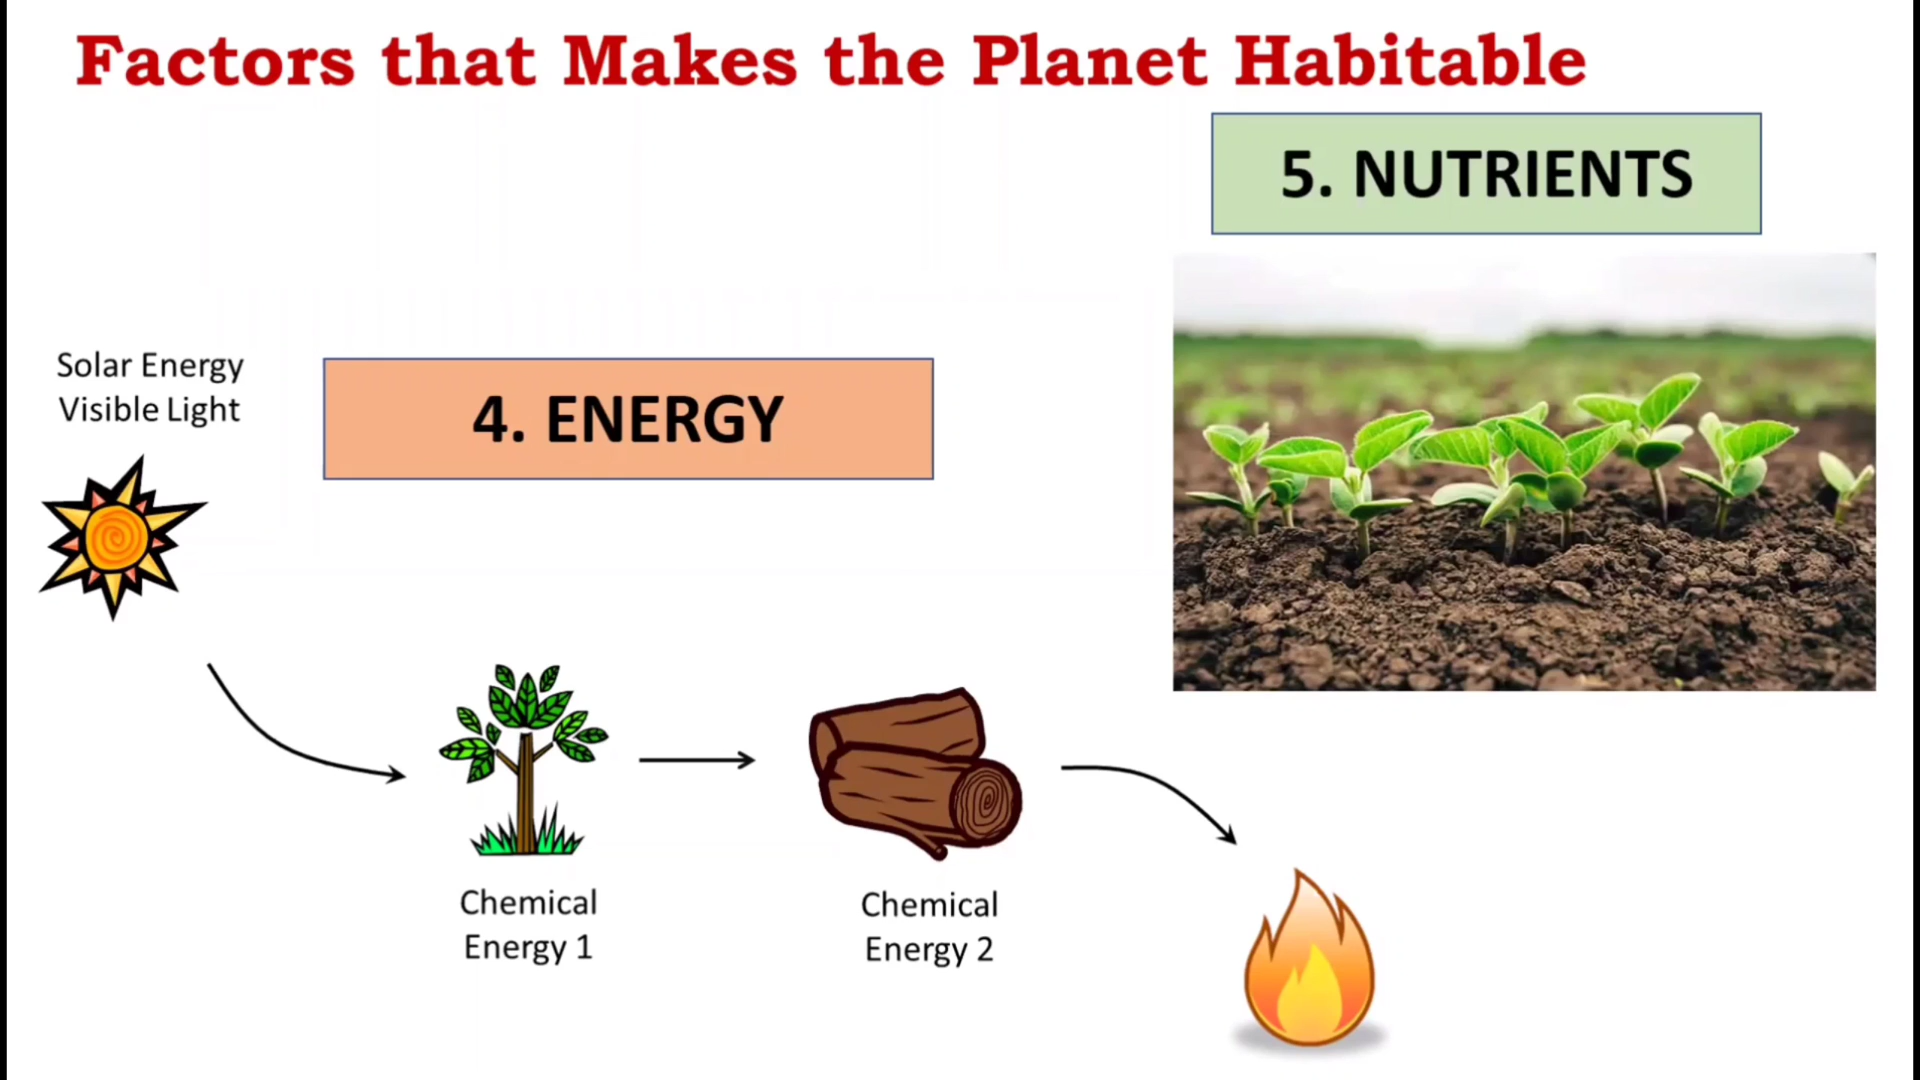 Factors that Makes the Planet Habitable
5. NUTRIENTS
Solar Energy
Visible Light
4. ENERGY
Chemical
Energy 1
Chemical
Energy 2